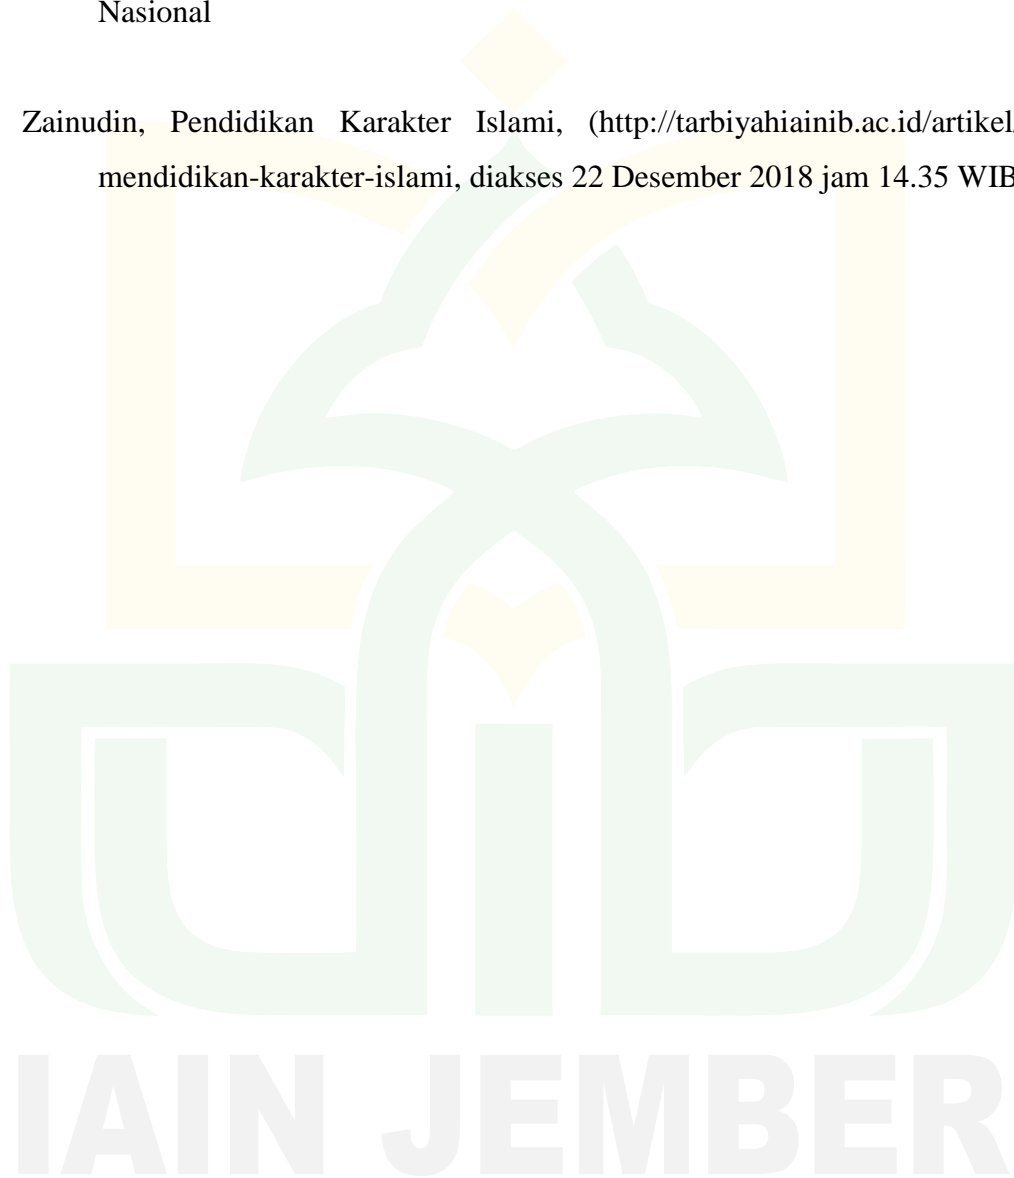 Nasional
Zainudin, Pendidikan Karakter Islami, (http://tarbiyahiainib.ac.id/artikel/
mendidikan-karakter-islami, diakses 22 Desember 2018 jam 14.35 WIB
IAIN JEMBER